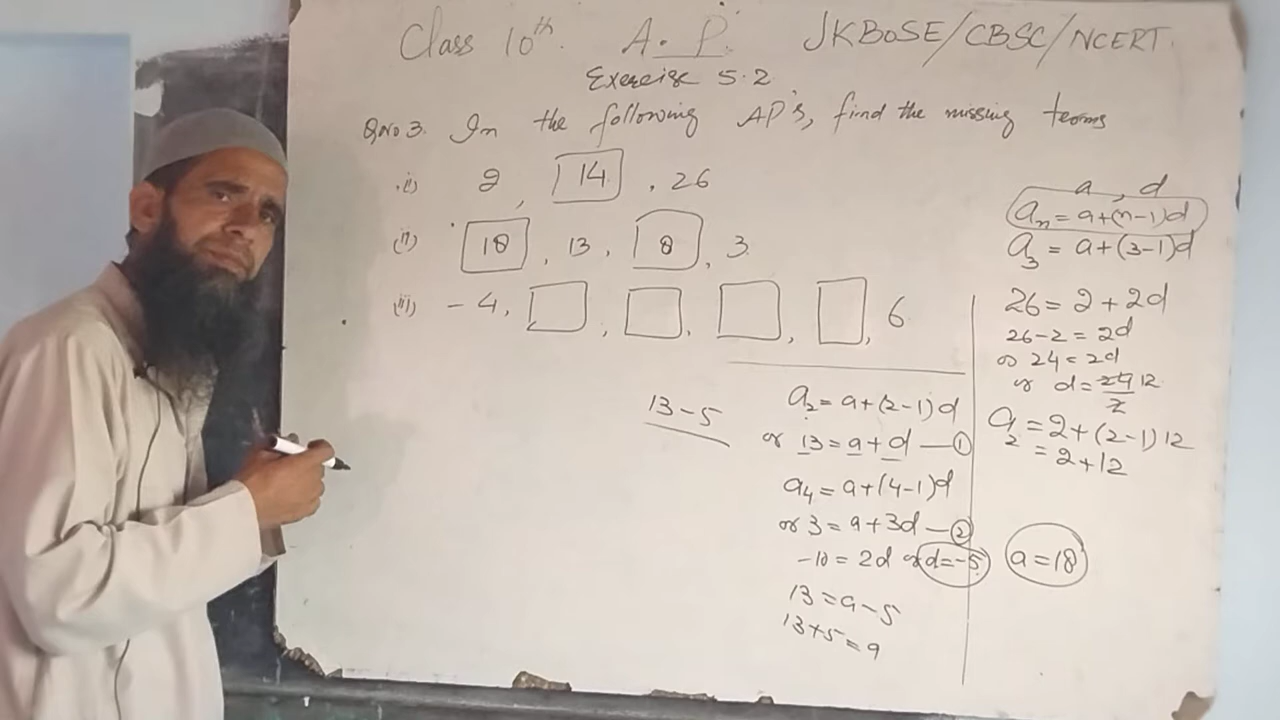 Class 10th. A.P. JKBOSE/CBSC/NCERT.
Exercise 5.2
QNo 3. In the following AP's, find the missing terms
(i) 2, 14, 26
(ii) 18, 13, 8, 3
(iii) -4, , , , , 6
13-5
a₂ = a+(2-1)d
or 13 = a+d —①
a₄ = a+(4-1)d
or 3 = a+3d —②
-10 = 2d or d=-5
13 = a-5
13+5 = a
a, d
aₙ = a+(n-1)d
a₃ = a+(3-1)d
26 = 2+2d
26-2 = 2d
or 24 = 2d
or d = 24/2 12
a₂ = 2+(2-1)12
= 2+12
a=18